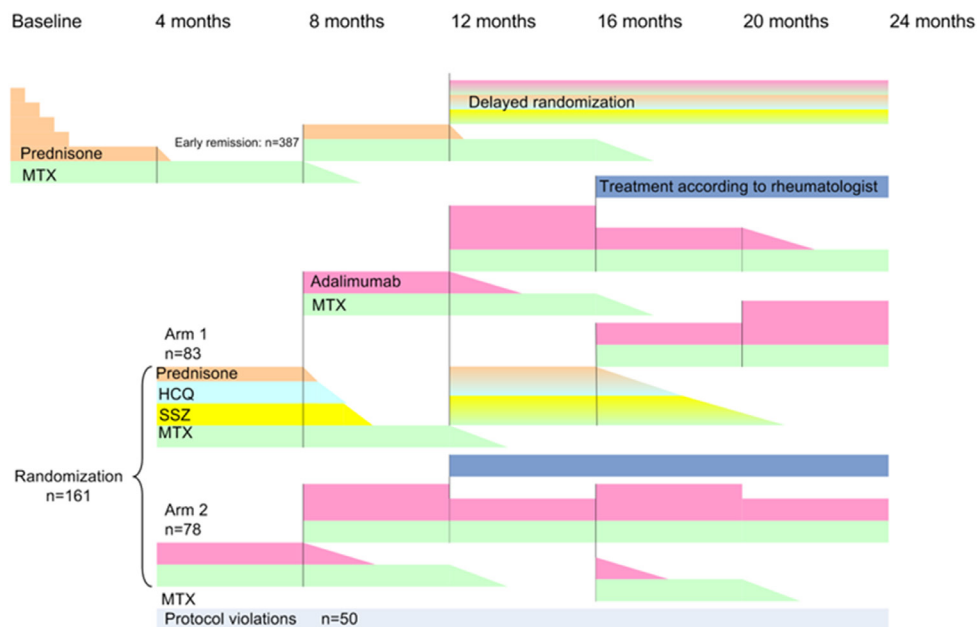 Baseline
4 months
8 months
12 months
16 months
20 months
24 months
Delayed randomization
Early remission: n=387
Prednisone
MTX
Treatment according to rheumatologist
Adalimumab
MTX
Arm 1
n=83
Prednisone
HCQ
SSZ
MTX
Randomization
n=161
Arm 2
n=78
MTX
Protocol violations n=50